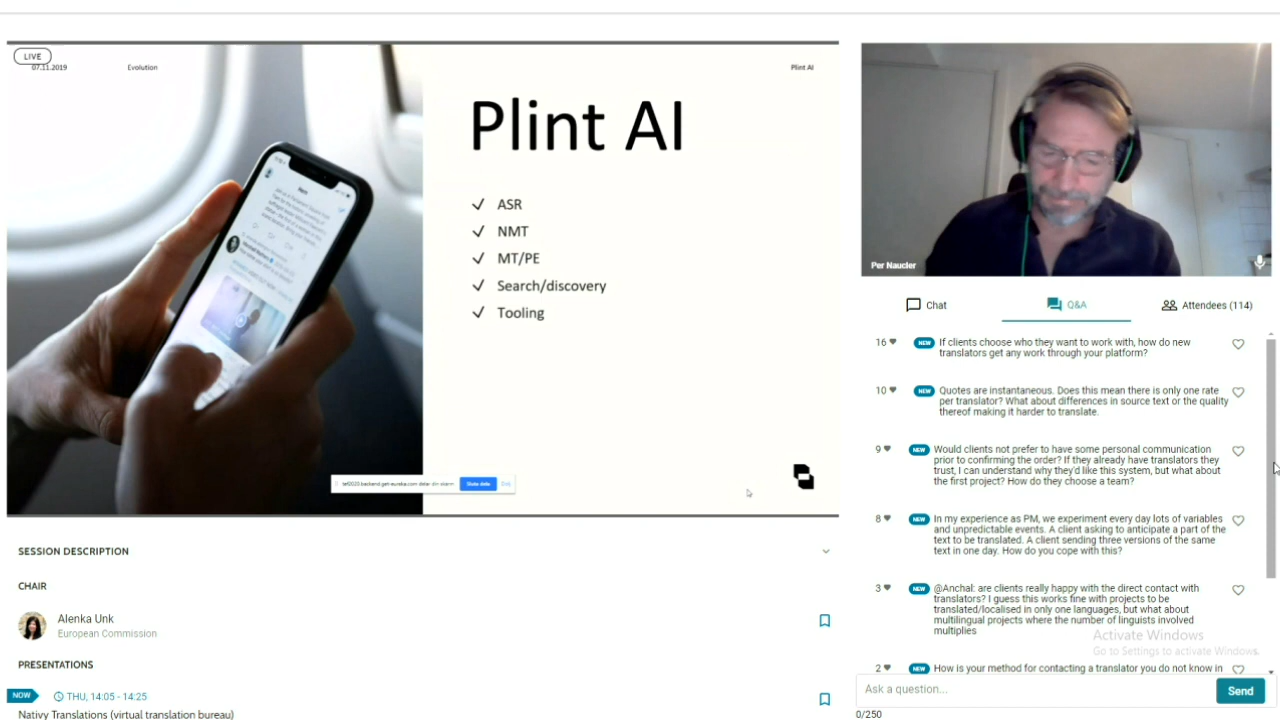 LIVE
07.11.2019
Evolution
Plint AI
Plint AI
✓ ASR
✓ NMT
✓ MT/PE
✓ Search/discovery
✓ Tooling
Sluta dela
Dölj
SESSION DESCRIPTION
CHAIR
Alenka Unk
European Commission
PRESENTATIONS
NOW
THU, 14:05 - 14:25
Nativy Translations (virtual translation bureau)
Per Naucler
Chat
Q&A
Attendees (114)
16
NEW
If clients choose who they want to work with, how do new
translators get any work through your platform?
10
NEW
Quotes are instantaneous. Does this mean there is only one rate
per translator? What about differences in source text or the quality
thereof making it harder to translate.
9
NEW
Would clients not prefer to have some personal communication
prior to confirming the order? If they already have translators they
trust, I can understand why they'd like this system, but what about
the first project? How do they choose a team?
8
NEW
In my experience as PM, we experiment every day lots of variables
and unpredictable events. A client asking to anticipate a part of the
text to be translated. A client sending three versions of the same
text in one day. How do you cope with this?
3
NEW
@Anchal: are clients really happy with the direct contact with
translators? I guess this works fine with projects to be
translated/localised in only one languages, but what about
multilingual projects where the number of linguists involved
multiplies
2
NEW
How is your method for contacting a translator you do not know in
Activate Windows
Go to Settings to activate Windows.
Ask a question...
Send
0/250